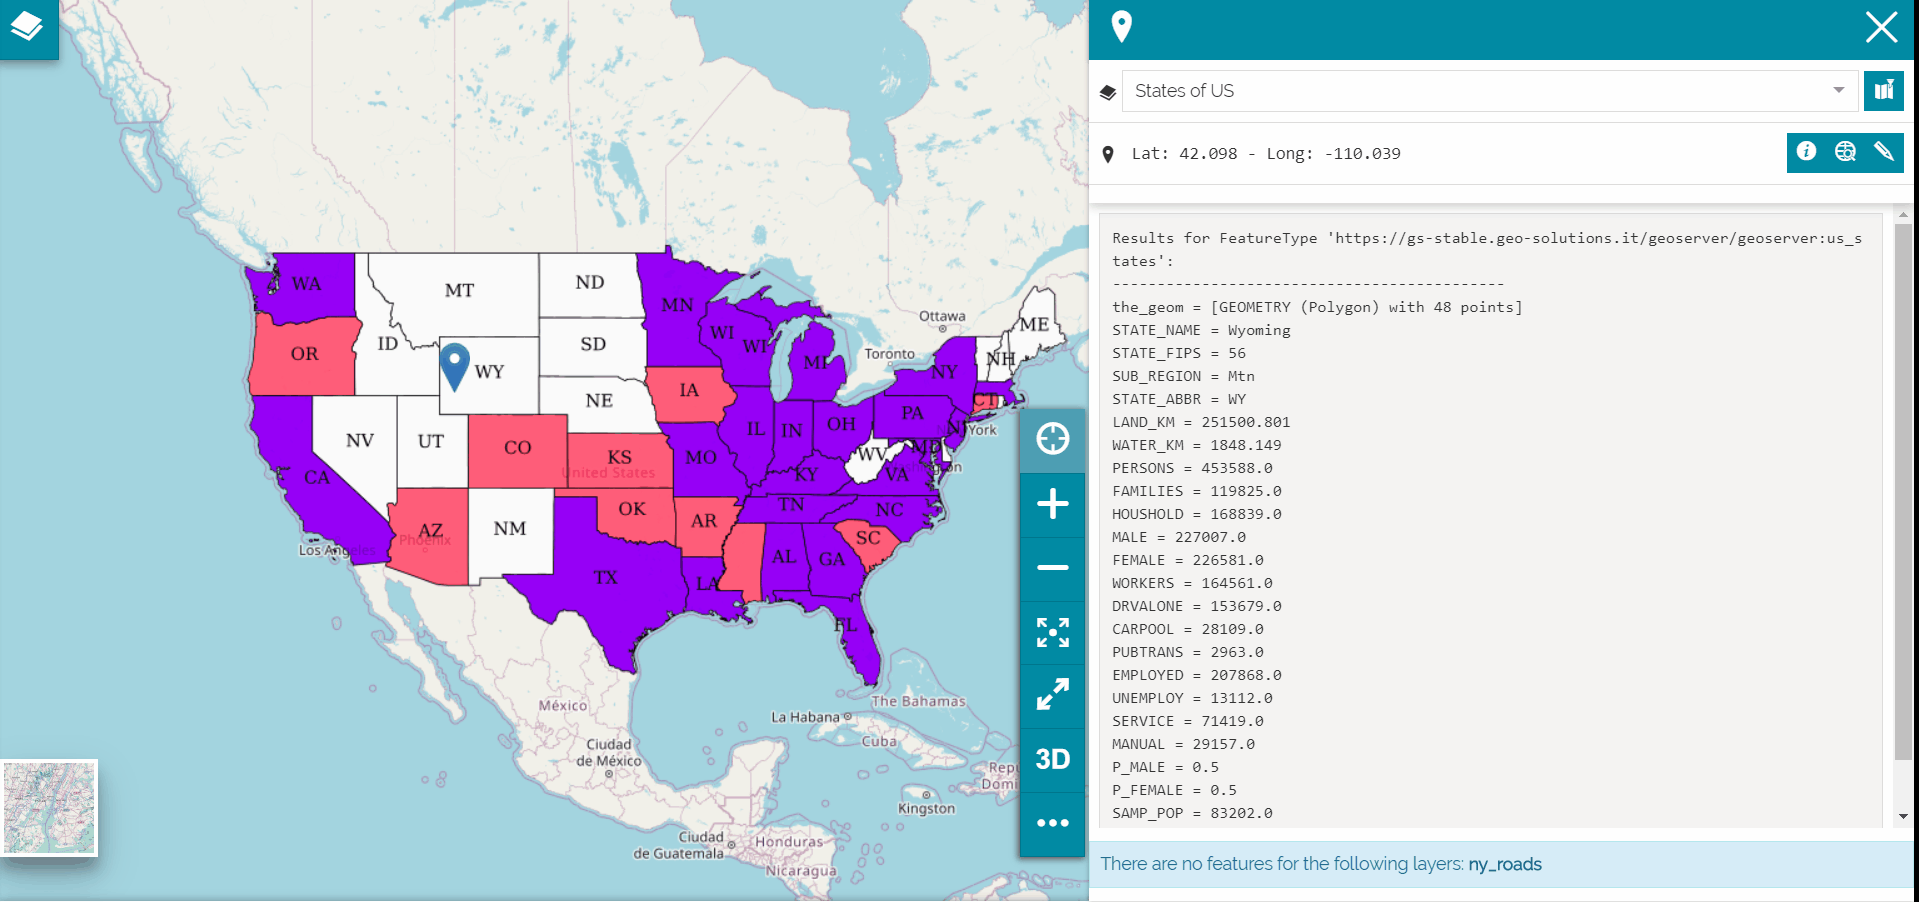 States of US
Lat: 42.098 - Long: -110.039
Results for FeatureType 'https://gs-stable.geo-solutions.it/geoserver/geoserver:us_s
tates':
--------------------------------------------
the_geom = [GEOMETRY (Polygon) with 48 points]
STATE_NAME = Wyoming
STATE_FIPS = 56
SUB_REGION = Mtn
STATE_ABBR = WY
LAND_KM = 251500.801
WATER_KM = 1848.149
PERSONS = 453588.0
FAMILIES = 119825.0
HOUSHOLD = 168839.0
MALE = 227007.0
FEMALE = 226581.0
WORKERS = 164561.0
DRVALONE = 153679.0
CARPOOL = 28109.0
PUBTRANS = 2963.0
EMPLOYED = 207868.0
UNEMPLOY = 13112.0
SERVICE = 71419.0
MANUAL = 29157.0
P_MALE = 0.5
P_FEMALE = 0.5
SAMP_POP = 83202.0
There are no features for the following layers: ny_roads
WA
MT
ND
MN
OR
ID
WY
SD
WI
WI
MI
Ottawa
ME
Toronto
NH
NY
NE
IA
CT
PA
NV
UT
CO
KS
United States
MO
IL
IN
OH
NJ
York
WV
MD
VA
KY
CA
AZ
Phoenix
NM
OK
AR
TN
NC
SC
Los Angeles
TX
LA
AL
GA
FL
México
The Bahamas
La Habana
Cuba
Ciudad
de México
Kingston
Ciudad
de Guatemala
Honduras
Nicaragua
3D